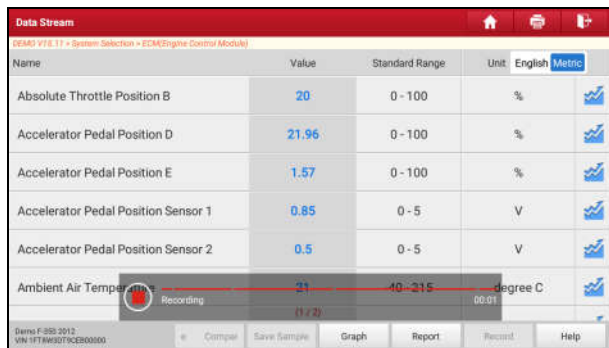 Data Stream
DEMO V15.11 > System Selection > ECM(Engine Control Module)
Name Value Standard Range Unit English Metric
Absolute Throttle Position B 20 0 - 100 %
Accelerator Pedal Position D 21.96 0 - 100 %
Accelerator Pedal Position E 1.57 0 - 100 %
Accelerator Pedal Position Sensor 1 0.85 0 - 5 V
Accelerator Pedal Position Sensor 2 0.5 0 - 5 V
Ambient Air Temperature 21 -40 - 215 degree C
Recording 00:01
(1 / 2)
Demo F-350 2012
e Compar Save Sample Graph Report Record Help